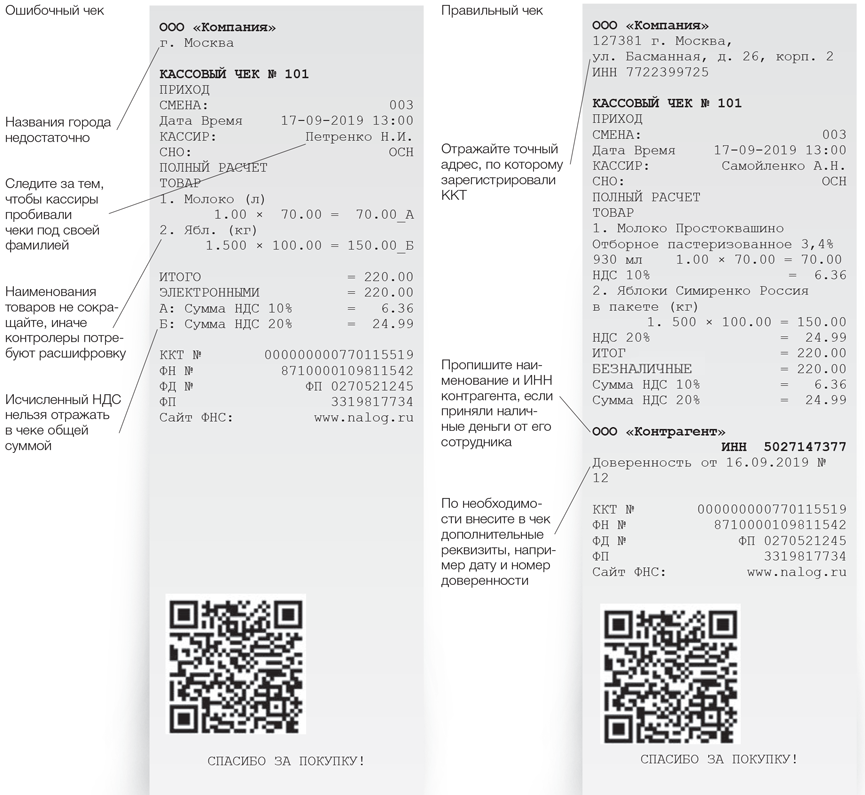 Ошибочный чек
Названия города
недостаточно
Следите за тем,
чтобы кассиры
пробивали
чеки под своей
фамилией
Наименования
товаров не сокра-
щайте, иначе
контролеры потре-
буют расшифровку
Исчисленный НДС
нельзя отражать
в чеке общей
суммой
ООО «Компания»
г. Москва
КАССОВЫЙ ЧЕК № 101
ПРИХОД
СМЕНА: 003
Дата Время 17-09-2019 13:00
КАССИР: Петренко Н.И.
СНО: ОСН
ПОЛНЫЙ РАСЧЕТ
ТОВАР
1. Молоко (л)
1.00 × 70.00 = 70.00_А
2. Ябл. (кг)
1.500 × 100.00 = 150.00_Б
ИТОГО = 220.00
ЭЛЕКТРОННЫМИ = 220.00
А: Сумма НДС 10% = 6.36
Б: Сумма НДС 20% = 24.99
ККТ № 000000000770115519
ФН № 8710000109811542
ФД № ФП 0270521245
ФП 3319817734
Сайт ФНС: www.nalog.ru
СПАСИБО ЗА ПОКУПКУ!
Правильный чек
Отражайте точный
адрес, по которому
зарегистрировали
ККТ
Пропишите наи-
менование и ИНН
контрагента, если
приняли налич-
ные деньги от его
сотрудника
По необходимо-
сти внесите в чек
дополнительные
реквизиты, напри-
мер дату и номер
доверенности
ООО «Компания»
127381 г. Москва,
ул. Басманная, д. 26, корп. 2
ИНН 7722399725
КАССОВЫЙ ЧЕК № 101
ПРИХОД
СМЕНА: 003
Дата Время 17-09-2019 13:00
КАССИР: Самойленко А.Н.
СНО: ОСН
ПОЛНЫЙ РАСЧЕТ
ТОВАР
1. Молоко Простоквашино
Отборное пастеризованное 3,4%
930 мл 1.00 × 70.00 = 70.00
НДС 10% = 6.36
2. Яблоки Симиренко Россия
в пакете (кг)
1. 500 × 100.00 = 150.00
НДС 20% = 24.99
ИТОГ = 220.00
БЕЗНАЛИЧНЫЕ = 220.00
Сумма НДС 10% = 6.36
Сумма НДС 20% = 24.99
ООО «Контрагент»
ИНН 5027147377
Доверенность от 16.09.2019 №
12
ККТ № 000000000770115519
ФН № 8710000109811542
ФД № ФП 0270521245
ФП 3319817734
Сайт ФНС: www.nalog.ru
СПАСИБО ЗА ПОКУПКУ!